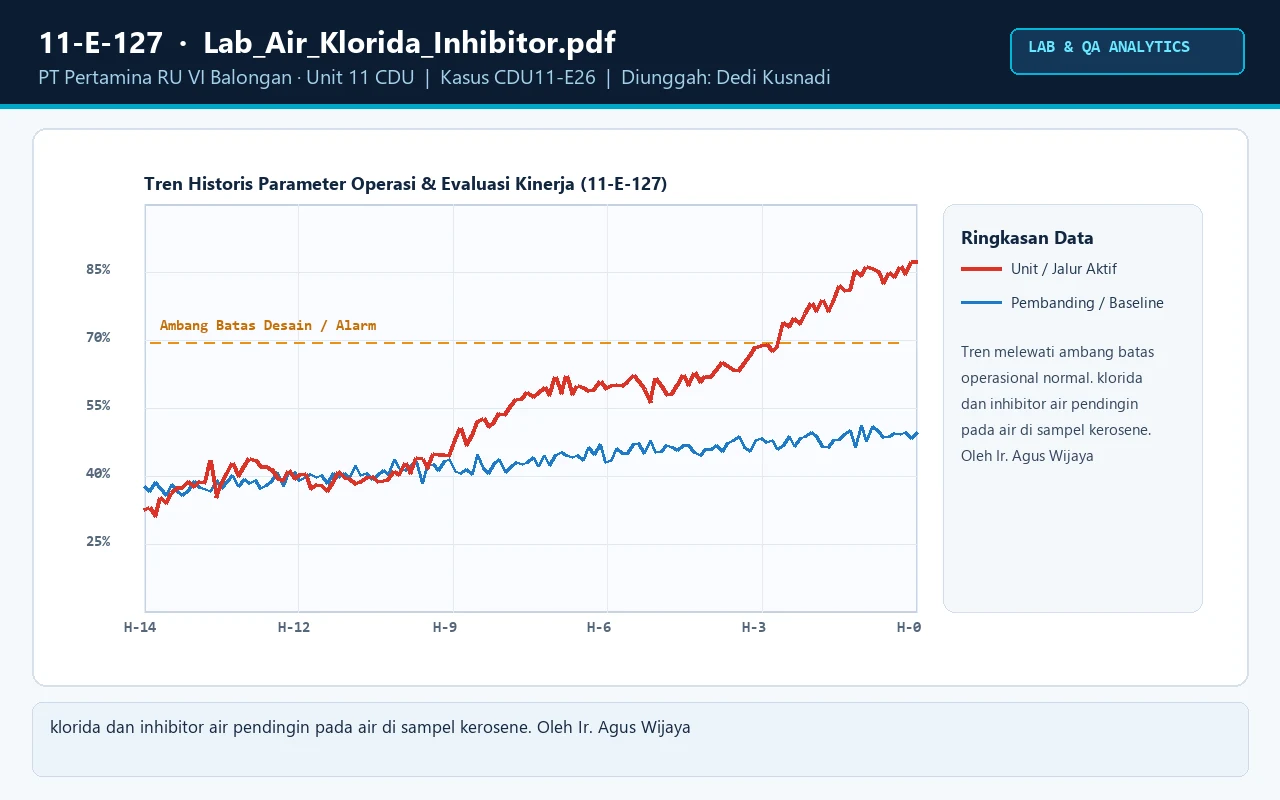 11-E-127 · Lab_Air_Klorida_Inhibitor.pdf
PT Pertamina RU VI Balongan · Unit 11 CDU | Kasus CDU11-E26 | Diunggah: Dedi Kusnadi
LAB & QA ANALYTICS
Tren Historis Parameter Operasi & Evaluasi Kinerja (11-E-127)
85%
70%
55%
40%
25%
Ambang Batas Desain / Alarm
H-14
H-12
H-9
H-6
H-3
H-0
Ringkasan Data
Unit / Jalur Aktif
Pembanding / Baseline
Tren melewati ambang batas
operasional normal. klorida
dan inhibitor air pendingin
pada air di sampel kerosene.
Oleh Ir. Agus Wijaya
klorida dan inhibitor air pendingin pada air di sampel kerosene. Oleh Ir. Agus Wijaya